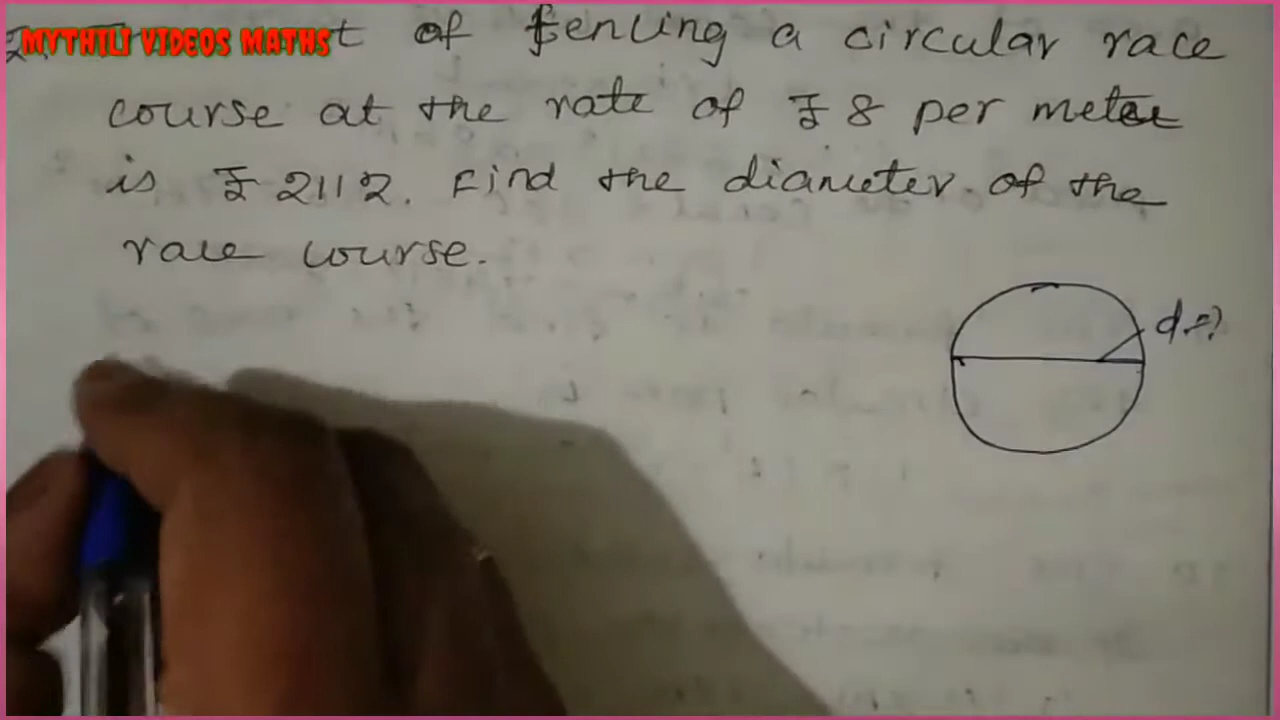 MYTHILI VIDEOS MATHS
of fencing a circular race
course at the rate of ₹ 8 per meter
is ₹ 2112. Find the diameter of the
race course.
d=?